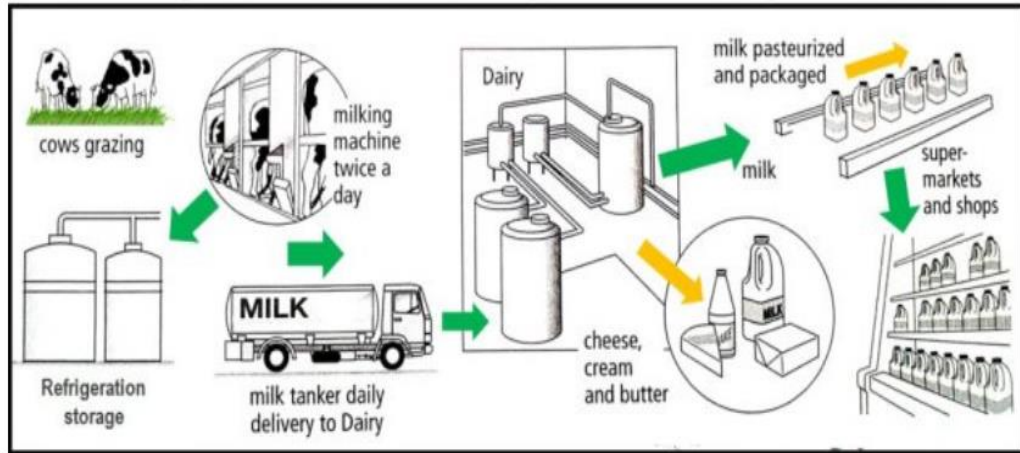 cows grazing
milking
machine
twice a
day
Refrigeration
storage
MILK
milk tanker daily
delivery to Dairy
Dairy
cheese,
cream
and butter
MILK
milk pasteurized
and packaged
milk
super-
markets
and shops